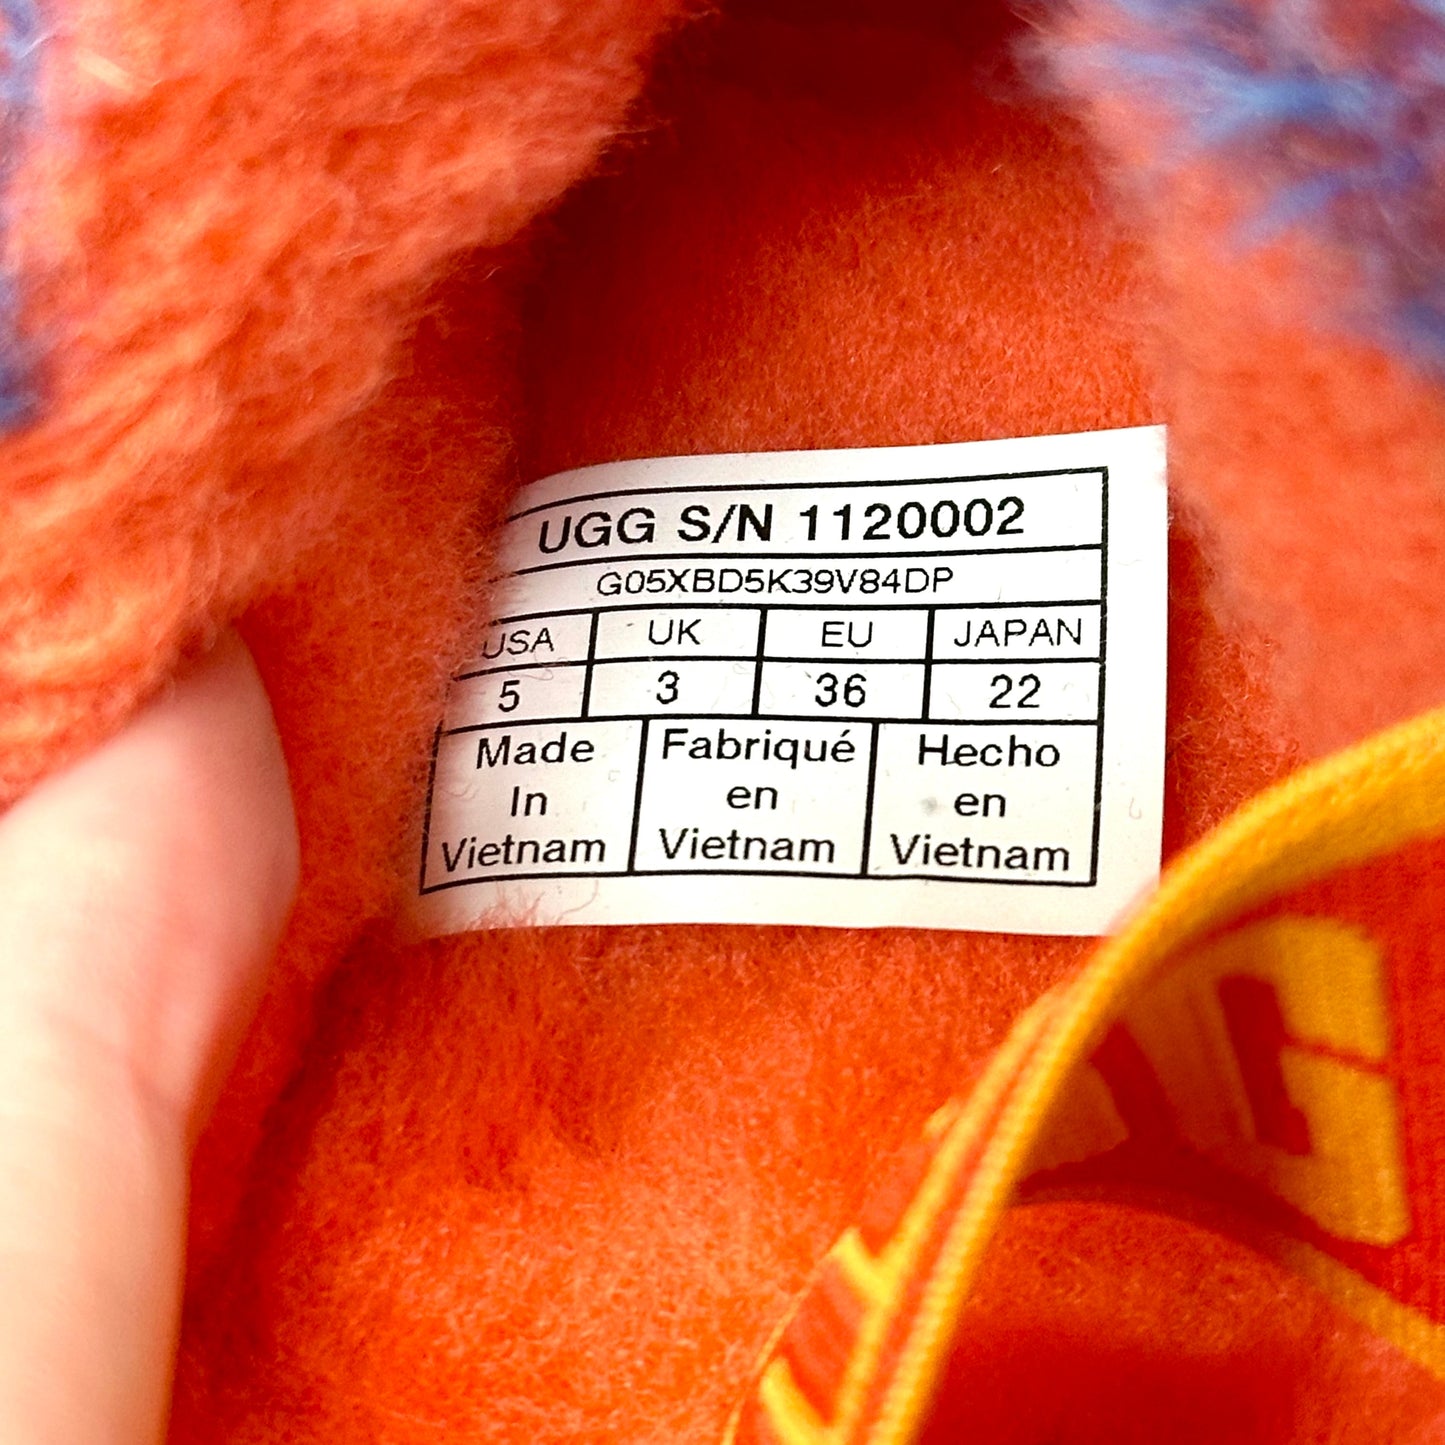 UGG S/N 1120002
G05XBD5K39V84DP
USA UK EU JAPAN
5 3 36 22
Made Fabriqué Hecho
In en en
Vietnam Vietnam Vietnam